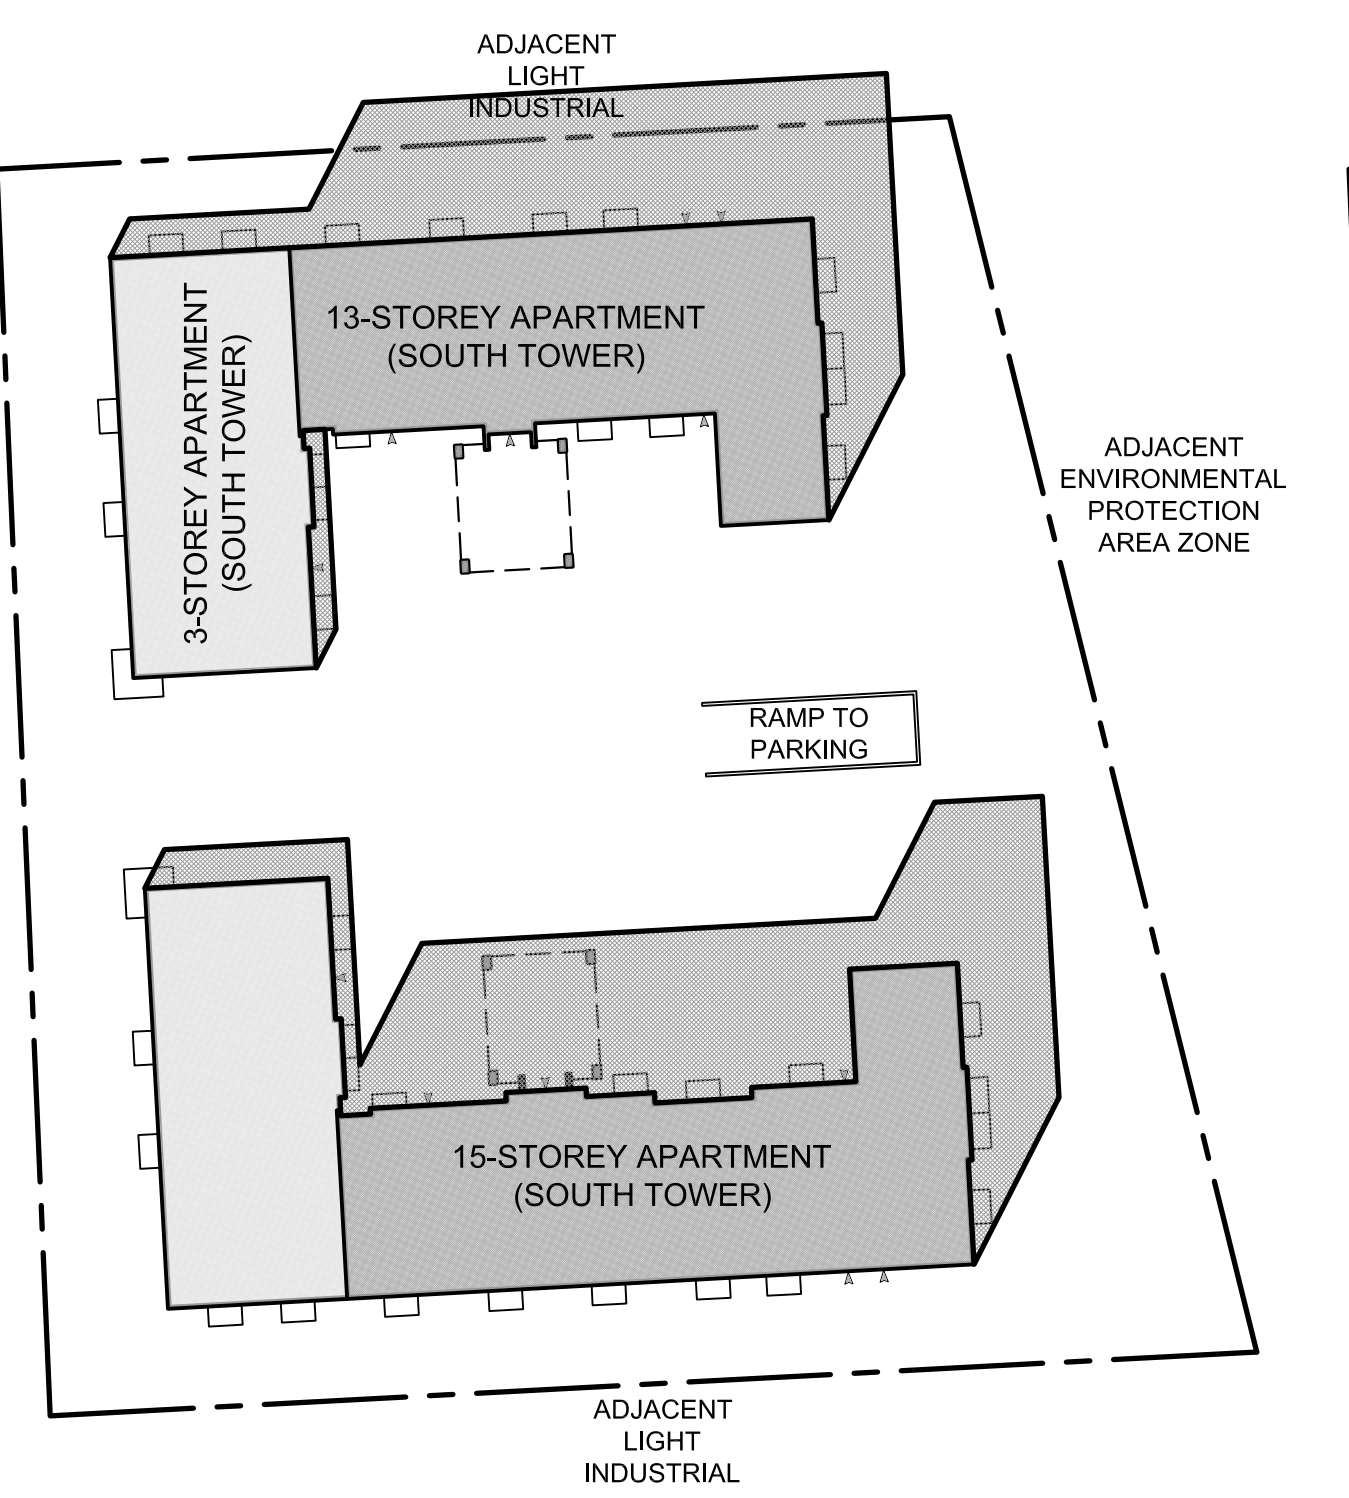 ADJACENT
LIGHT
INDUSTRIAL
13-STOREY APARTMENT
(SOUTH TOWER)
3-STOREY APARTMENT
(SOUTH TOWER)
ADJACENT
ENVIRONMENTAL
PROTECTION
AREA ZONE
RAMP TO
PARKING
15-STOREY APARTMENT
(SOUTH TOWER)
ADJACENT
LIGHT
INDUSTRIAL